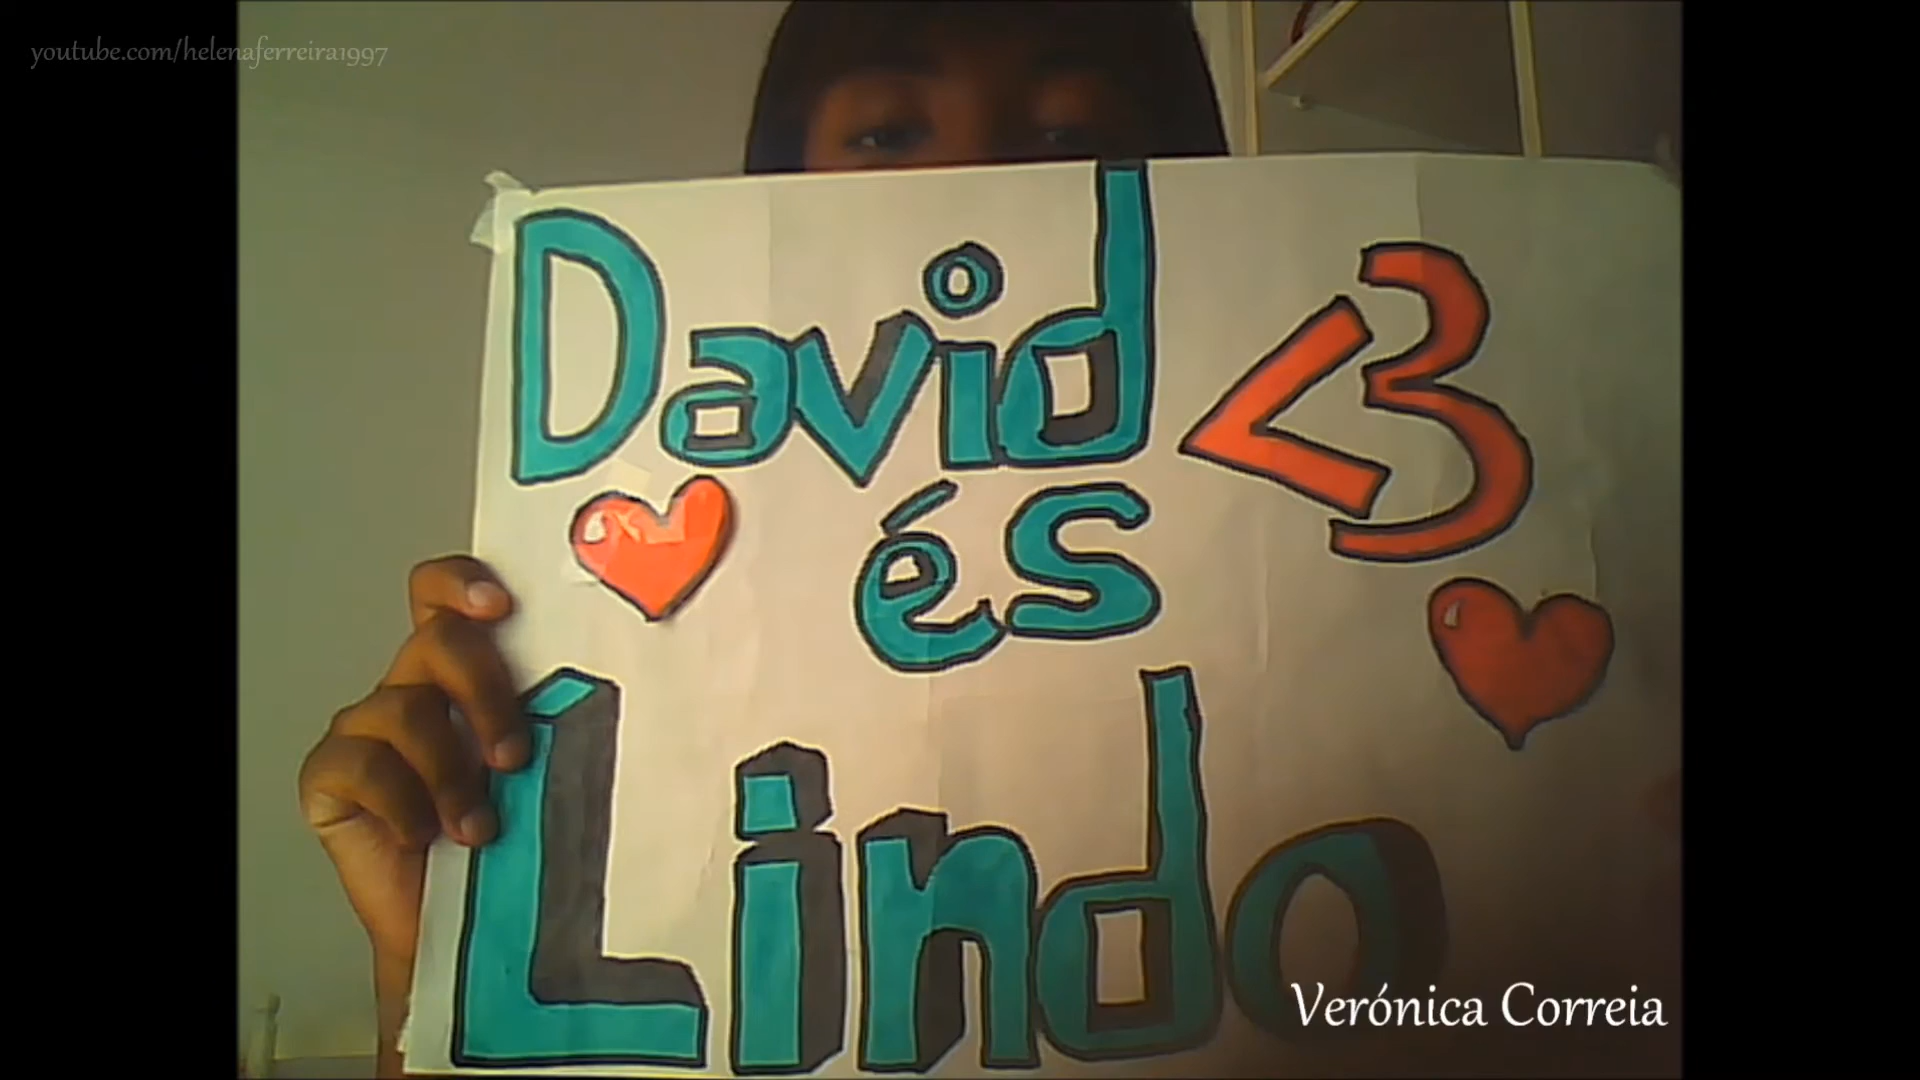 youtube.com/helenaferreira1997
David <3
és
Lindo
Verónica Correia